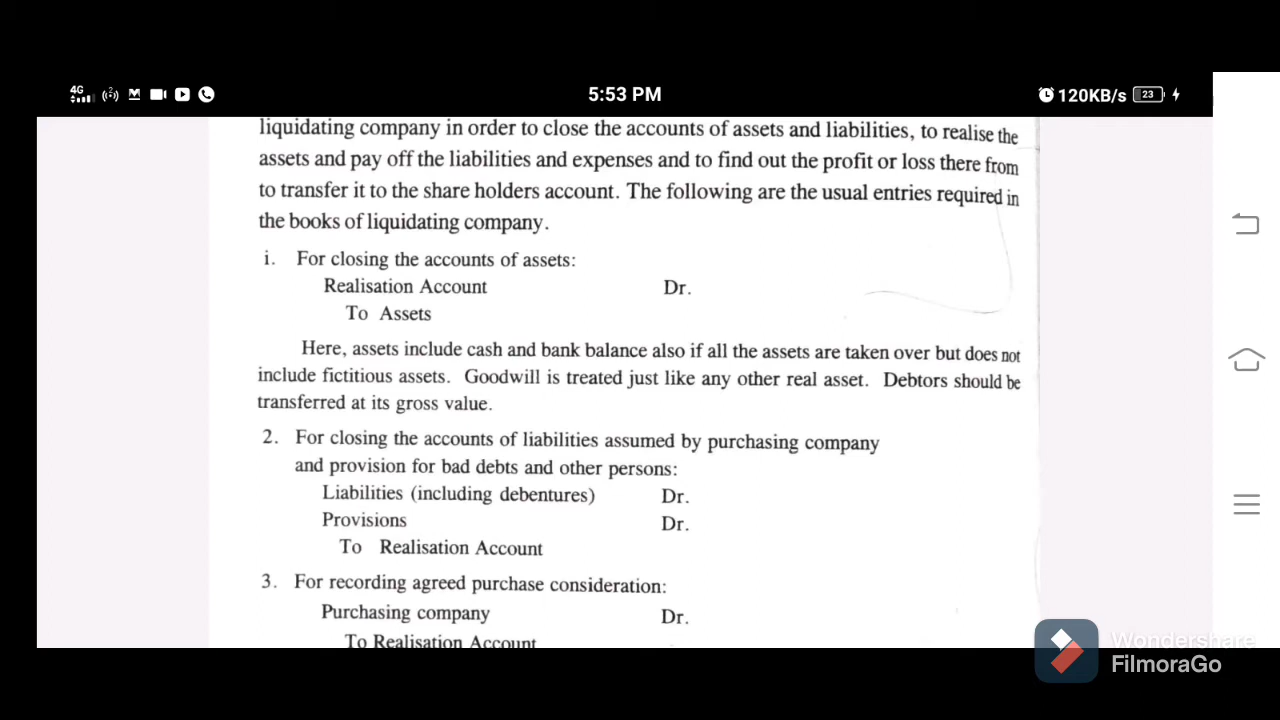 4G 2 5:53 PM 120KB/s 23
liquidating company in order to close the accounts of assets and liabilities, to realise the
assets and pay off the liabilities and expenses and to find out the profit or loss there from
to transfer it to the share holders account. The following are the usual entries required in
the books of liquidating company.
i. For closing the accounts of assets:
Realisation Account Dr.
To Assets
Here, assets include cash and bank balance also if all the assets are taken over but does not
include fictitious assets. Goodwill is treated just like any other real asset. Debtors should be
transferred at its gross value.
2. For closing the accounts of liabilities assumed by purchasing company
and provision for bad debts and other persons:
Liabilities (including debentures) Dr.
Provisions Dr.
To Realisation Account
3. For recording agreed purchase consideration:
Purchasing company Dr.
To Realisation Account
Wondershare
FilmoraGo